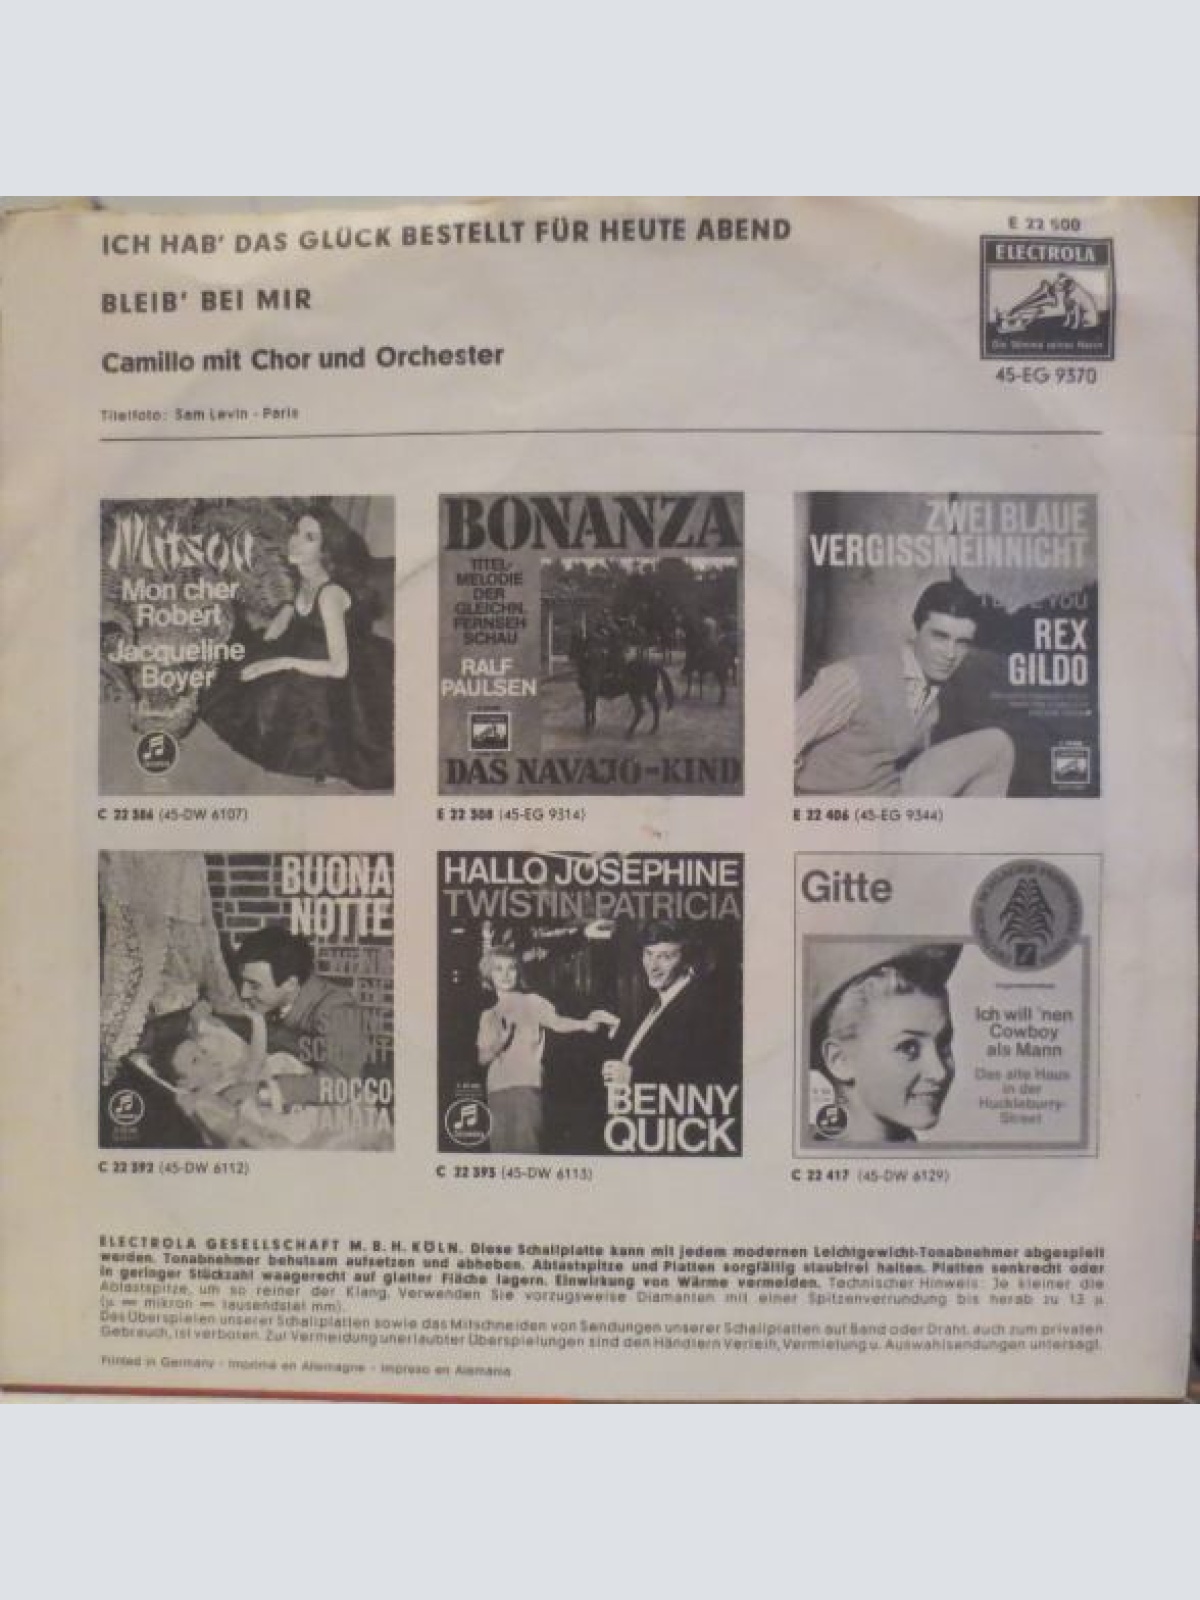 ICH HAB' DAS GLÜCK BESTELLT FÜR HEUTE ABEND
BLEIB' BEI MIR
Camillo mit Chor und Orchester
Titelfoto: Sam Levin - Paris
E 22 500
ELECTROLA
Die Stimme seines Herrn
45-EG 9370
Mitsou
Mon cher
Robert
Jacqueline
Boyer
C 22 386 (45-DW 6107)
BONANZA
TITEL-
MELODIE
DER
GLEICHN.
FERNSEH
SCHAU
RALF
PAULSEN
DAS NAVAJO-KIND
E 22 308 (45-EG 9314)
ZWEI BLAUE
VERGISSMEINNICHT
YOU
REX
GILDO
E 22 406 (45-EG 9344)
BUONA
NOTTE
ROCCO
GRANATA
C 22 392 (45-DW 6112)
HALLO JOSEPHINE
TWISTIN' PATRICIA
BENNY
QUICK
C 22 393 (45-DW 6113)
Gitte
Ich will 'nen
Cowboy
als Mann
Das alte Haus
in der
Huckleburry-
Street
C 22 417 (45-DW 6129)
ELECTROLA GESELLSCHAFT M. B. H. KÖLN. Diese Schallplatte kann mit jedem modernen Leichtgewicht-Tonabnehmer abgespielt
werden. Tonabnehmer behutsam aufsetzen und abheben. Abtastspitze und Platten sorgfältig staubfrei halten. Platten senkrecht oder
in geringer Stückzahl waagerecht auf glatter Fläche lagern. Einwirkung von Wärme vermeiden. Technischer Hinweis: Je kleiner die
Abtastspitze, um so reiner der Klang. Verwenden Sie vorzugsweise Diamanten mit einer Spitzenverrundung bis herab zu 13 µ
(µ = mikron = tausendstel mm).
Das Überspielen unserer Schallplatten sowie das Mitschneiden von Sendungen unserer Schallplatten auf Band oder Draht, auch zum privaten
Gebrauch, ist verboten. Zur Vermeidung unerlaubter Überspielungen sind den Händlern Verleih, Vermietung u. Auswahlsendungen untersagt.
Printed in Germany - Imprimé en Allemagne - Impreso en Alemania